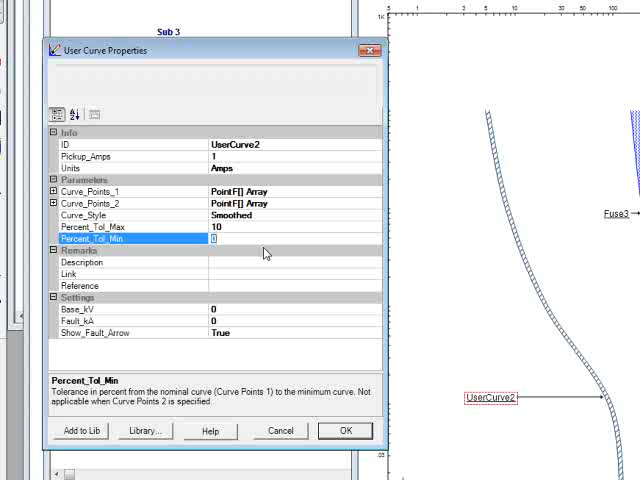 Sub 3
User Curve Properties
Info
ID UserCurve2
Pickup_Amps 1
Units Amps
Parameters
Curve_Points_1 PointF[] Array
Curve_Points_2 PointF[] Array
Curve_Style Smoothed
Percent_Tol_Max 10
Percent_Tol_Min
Remarks
Description
Link
Reference
Settings
Base_kV 0
Fault_kA 0
Show_Fault_Arrow True
Percent_Tol_Min
Tolerance in percent from the nominal curve (Curve Points 1) to the minimum curve. Not
applicable when Curve Points 2 is specified.
Add to Lib Library... Help Cancel OK
.5 1 3 5 10 30 50 100
1K
Fuse3
UserCurve2
.03